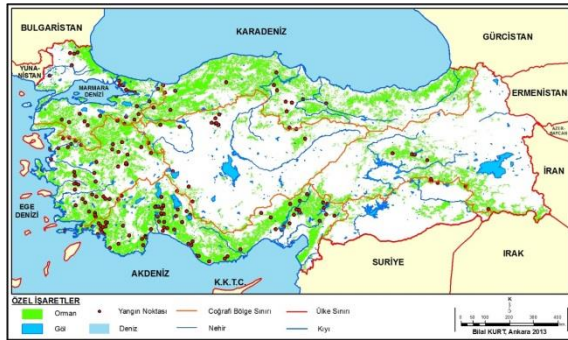 BULGARİSTAN
KARADENİZ
GÜRCİSTAN
YUNA-
NİSTAN
MARMARA
DENİZİ
ERMENİSTAN
İRAN
EGE
DENİZİ
AKDENİZ
K.K.T.C.
SURİYE
IRAK
ÖZEL İŞARETLER
Orman
Yangın Noktası
Coğrafi Bölge Sınırı
Ülke Sınırı
Göl
Deniz
Nehir
Kıyı
K
Bilal KURT, Ankara 2013